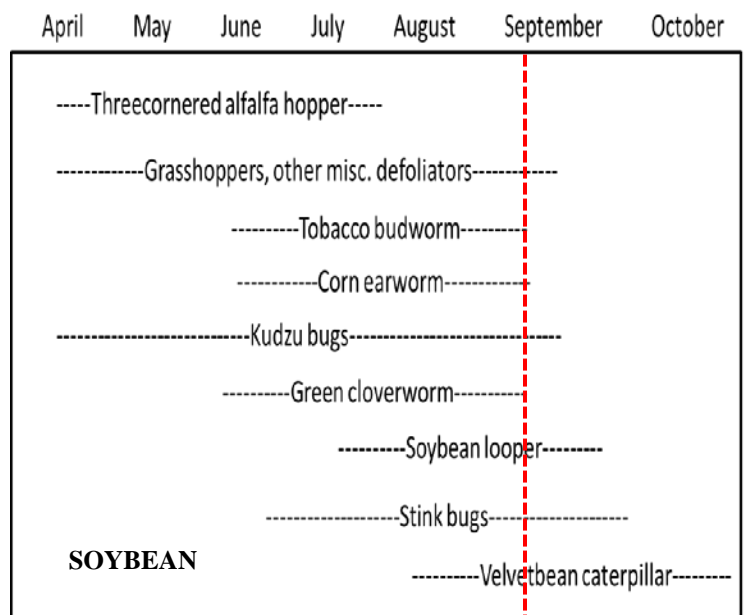 April May June July August September October
-----Threecornered alfalfa hopper-----
-------------Grasshoppers, other misc. defoliators-------------
----------Tobacco budworm----------
------------Corn earworm-------------
-----------------------------Kudzu bugs--------------------------------
----------Green cloverworm----------
----------Soybean looper---------
--------------------Stink bugs---------------------
SOYBEAN
----------Velvetbean caterpillar---------